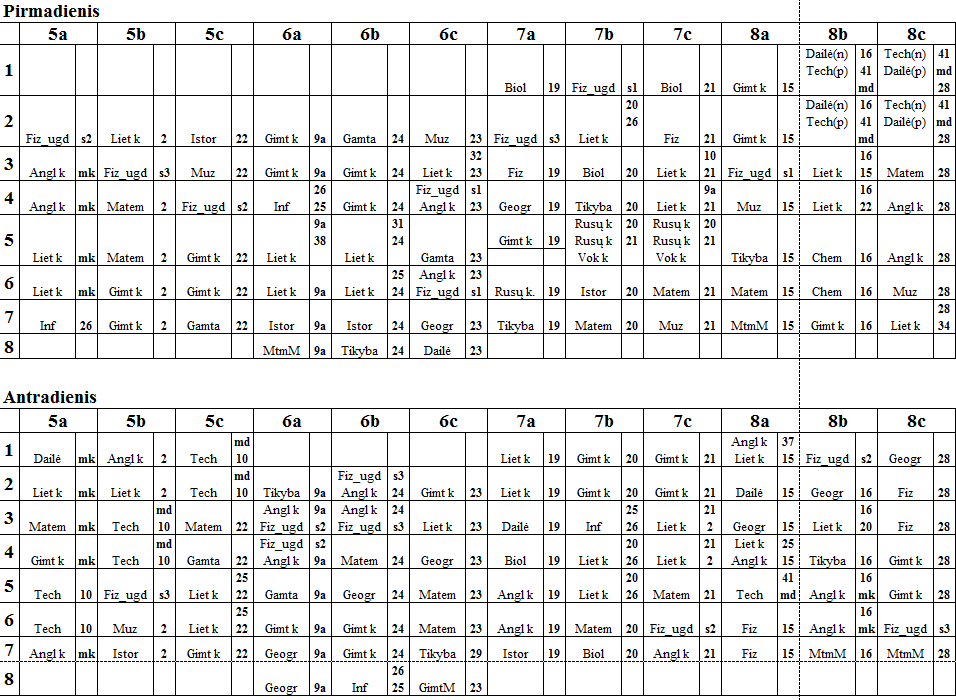 Pirmadienis
5a 5b 5c 6a 6b 6c 7a 7b 7c 8a 8b 8c
Dailė(n) 16 Tech(n) 41
1 Tech(p) 41 Dailė(p) md
Biol 19 Fiz_ugd s1 Biol 21 Gimt k 15 md 28
20 Dailė(n) 16 Tech(n) 41
2 26 Tech(p) 41 Dailė(p) md
Fiz_ugd s2 Liet k 2 Istor 22 Gimt k 9a Gamta 24 Muz 23 Fiz_ugd s3 Liet k Fiz 21 Gimt k 15 md 28
32 10 16
3 Angl k mk Fiz_ugd s3 Muz 22 Gimt k 9a Gimt k 24 Liet k 23 Fiz 19 Biol 20 Liet k 21 Fiz_ugd s1 Liet k 15 Matem 28
26 Fiz_ugd s1 9a 16
4 Angl k mk Matem 2 Fiz_ugd s2 Inf 25 Gimt k 24 Angl k 23 Geogr 19 Tikyba 20 Liet k 21 Muz 15 Liet k 22 Angl k 28
9a 31 Rusų k 20 Rusų k 20
5 38 24 Gimt k 19 Rusų k 21 Rusų k 21
Liet k mk Matem 2 Gimt k 22 Liet k Liet k Gamta 23 Vok k Vok k Tikyba 15 Chem 16 Angl k 28
25 Angl k 23
6 Liet k mk Gimt k 2 Gimt k 22 Liet k 9a Liet k 24 Fiz_ugd s1 Rusų k. 19 Istor 20 Matem 21 Matem 15 Chem 16 Muz 28
28
7 Inf 26 Gimt k 2 Gamta 22 Istor 9a Istor 24 Geogr 23 Tikyba 19 Matem 20 Muz 21 MtmM 15 Gimt k 16 Liet k 34
8 MtmM 9a Tikyba 24 Dailė 23
Antradienis
5a 5b 5c 6a 6b 6c 7a 7b 7c 8a 8b 8c
md Angl k 37
1 Dailė mk Angl k 2 Tech 10 Liet k 19 Gimt k 20 Gimt k 21 Liet k 15 Fiz_ugd s2 Geogr 28
md Fiz_ugd s3
2 Liet k mk Liet k 2 Tech 10 Tikyba 9a Angl k 24 Gimt k 23 Liet k 19 Gimt k 20 Gimt k 21 Dailė 15 Geogr 16 Fiz 28
md Angl k 9a Angl k 24 25 21 16
3 Matem mk Tech 10 Matem 22 Fiz_ugd s2 Fiz_ugd s3 Liet k 23 Dailė 19 Inf 26 Liet k 2 Geogr 15 Liet k 20 Fiz 28
md Fiz_ugd s2 20 21 Liet k 25
4 Gimt k mk Tech 10 Gamta 22 Angl k 9a Matem 24 Geogr 23 Biol 19 Liet k 26 Liet k 2 Angl k 15 Tikyba 16 Gimt k 28
25 20 41 16
5 Tech 10 Fiz_ugd s3 Liet k 22 Gamta 9a Geogr 24 Matem 23 Angl k 19 Liet k 26 Matem 21 Tech md Angl k mk Gimt k 28
25 16
6 Tech 10 Muz 2 Liet k 22 Gimt k 9a Gimt k 24 Matem 23 Angl k 19 Matem 20 Fiz_ugd s2 Fiz 15 Angl k mk Fiz_ugd s3
7 Angl k mk Istor 2 Gimt k 22 Geogr 9a Gimt k 24 Tikyba 29 Istor 19 Biol 20 Angl k 21 Fiz 15 MtmM 16 MtmM 28
26
8 Geogr 9a Inf 25 GimtM 23